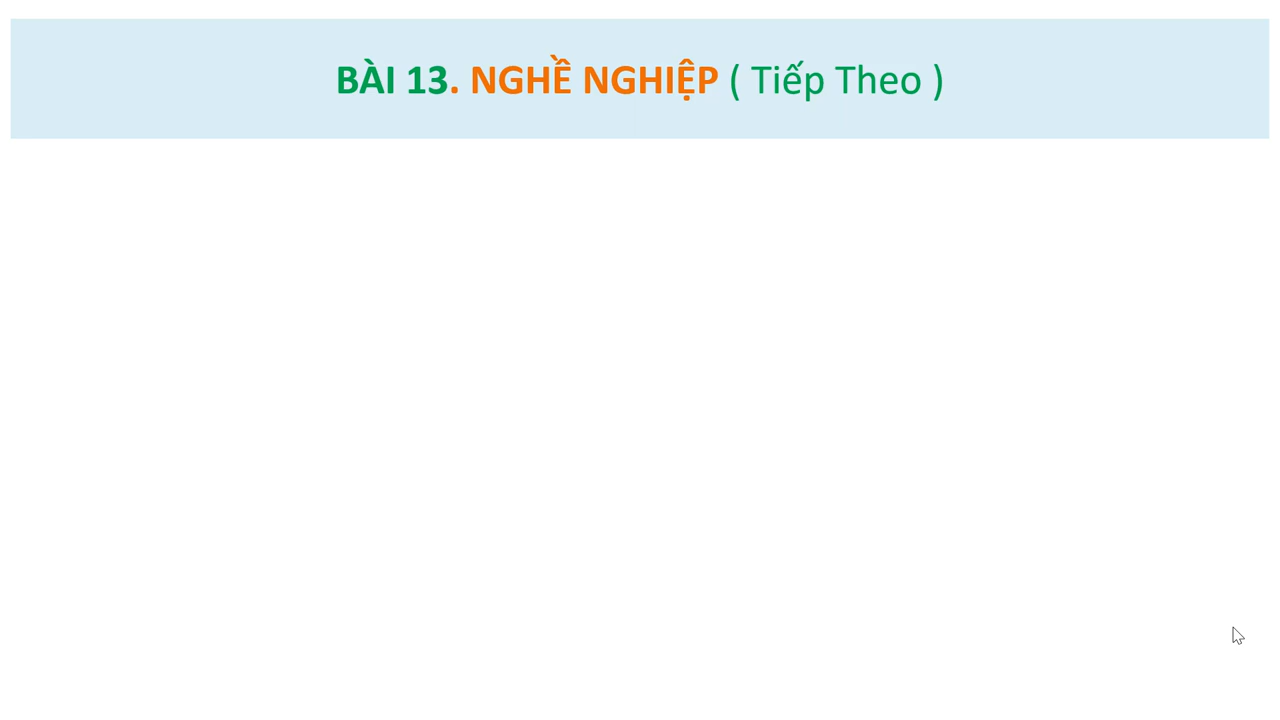 BÀI 13. NGHỀ NGHIỆP ( Tiếp Theo )